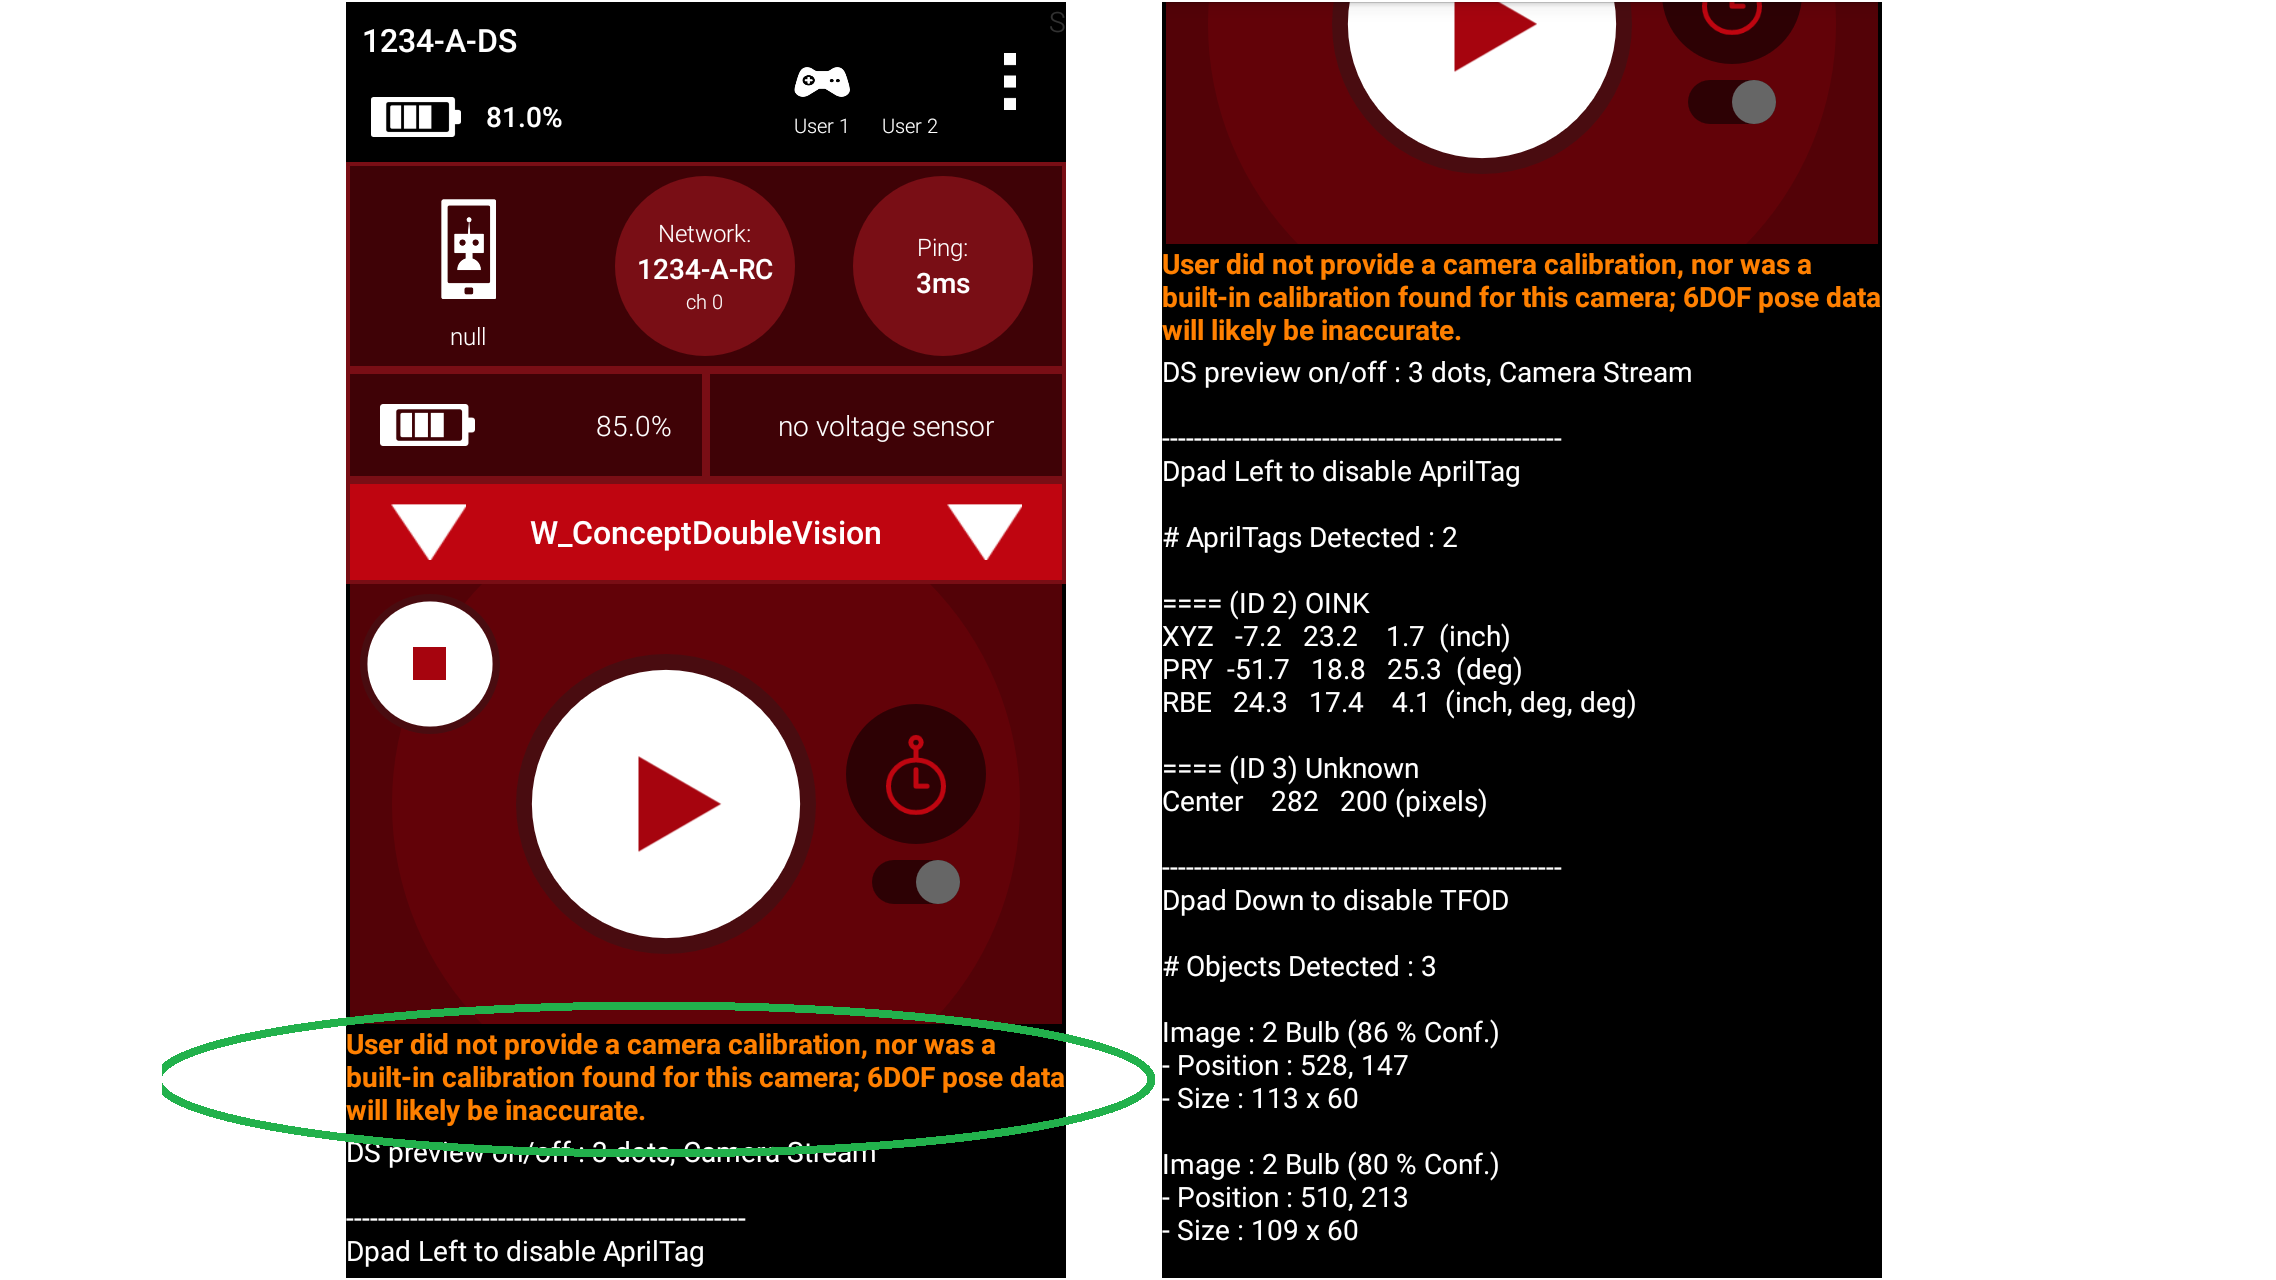 1234-A-DS
S
81.0%
User 1 User 2
Network:
1234-A-RC
ch 0
Ping:
3ms
null
85.0%
no voltage sensor
W_ConceptDoubleVision
User did not provide a camera calibration, nor was a
built-in calibration found for this camera; 6DOF pose data
will likely be inaccurate.
DS preview on/off : 3 dots, Camera Stream
--------------------------------------------------
Dpad Left to disable AprilTag
User did not provide a camera calibration, nor was a
built-in calibration found for this camera; 6DOF pose data
will likely be inaccurate.
DS preview on/off : 3 dots, Camera Stream
--------------------------------------------------
Dpad Left to disable AprilTag
# AprilTags Detected : 2
==== (ID 2) OINK
XYZ -7.2 23.2 1.7 (inch)
PRY -51.7 18.8 25.3 (deg)
RBE 24.3 17.4 4.1 (inch, deg, deg)
==== (ID 3) Unknown
Center 282 200 (pixels)
--------------------------------------------------
Dpad Down to disable TFOD
# Objects Detected : 3
Image : 2 Bulb (86 % Conf.)
- Position : 528, 147
- Size : 113 x 60
Image : 2 Bulb (80 % Conf.)
- Position : 510, 213
- Size : 109 x 60